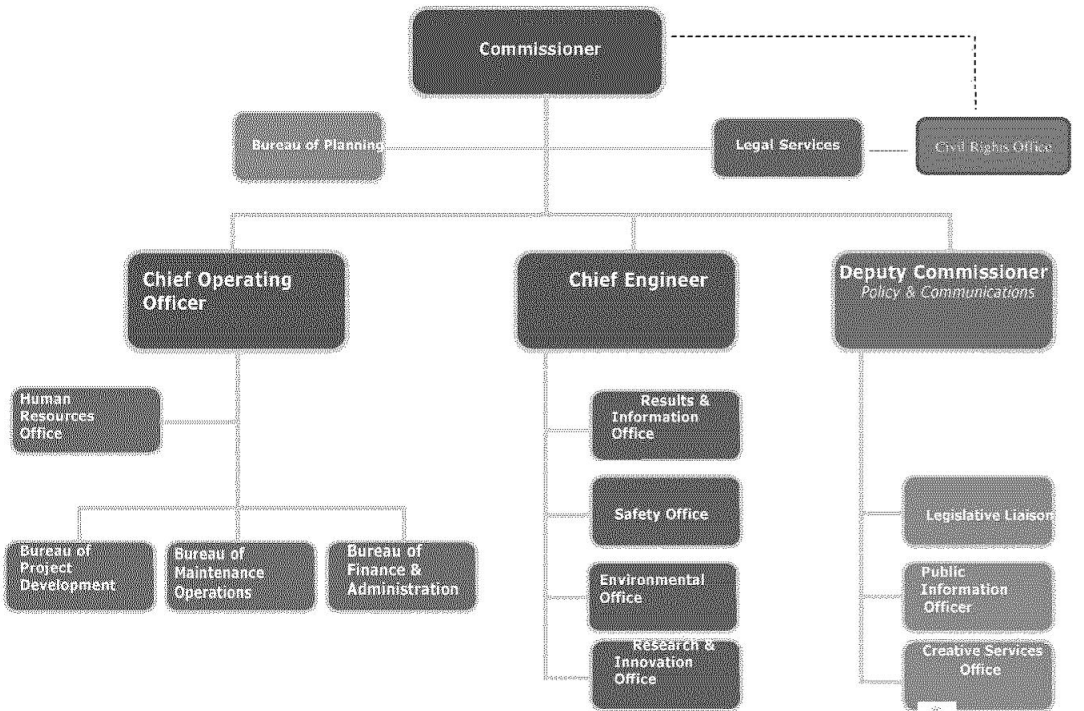 Commissioner
Bureau of Planning
Legal Services
Civil Rights Office
Chief Operating
Officer
Chief Engineer
Deputy Commissioner
Policy & Communications
Human
Resources
Office
Results &
Information
Office
Safety Office
Legislative Liaison
Bureau of
Project
Development
Bureau of
Maintenance
Operations
Bureau of
Finance &
Administration
Environmental
Office
Public
Information
Officer
Research &
Innovation
Office
Creative Services
Office